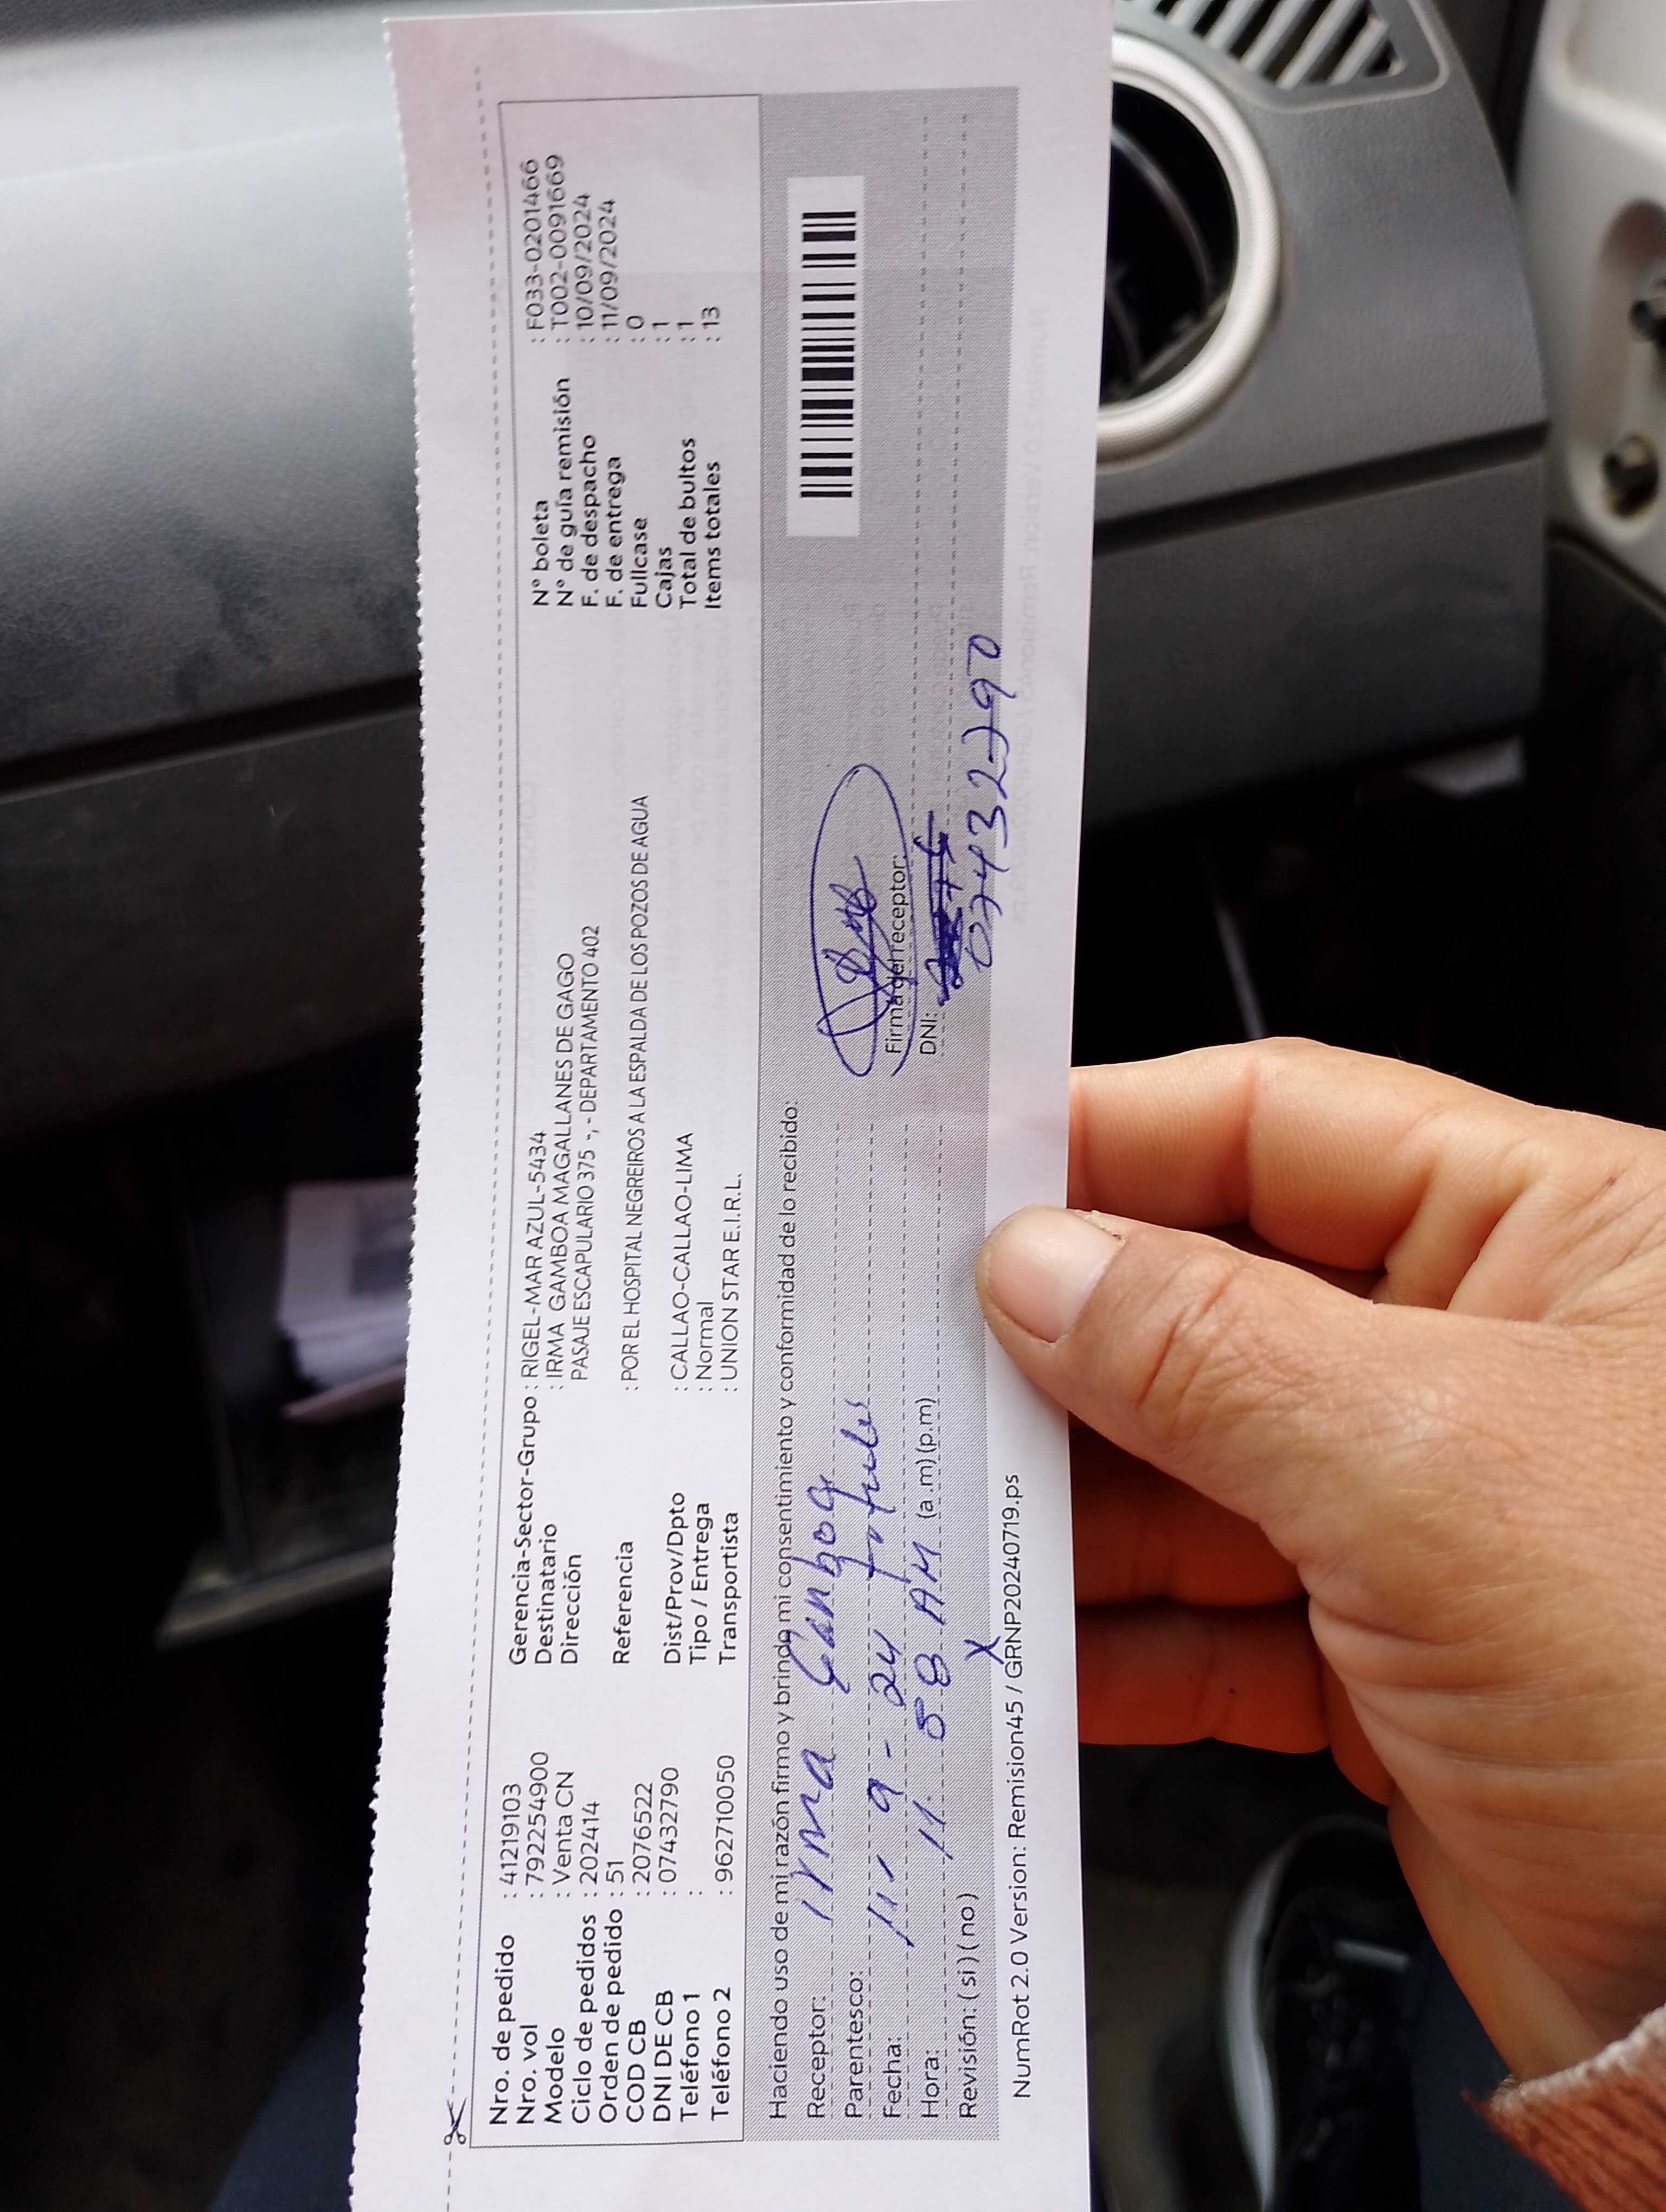 Nro. de pedido : 41219103
Nro. vol : 792254900
Modelo : Venta CN
Ciclo de pedidos : 202414
Orden de pedido : 51
COD CB : 2076522
DNI DE CB : 07432790
Teléfono 1 :
Teléfono 2 : 962710050
Gerencia-Sector-Grupo : RIGEL-MAR AZUL-5434
Destinatario : IRMA GAMBOA MAGALLANES DE GAGO
Dirección PASAJE ESCAPULARIO 375 -, - DEPARTAMENTO 402
Referencia : POR EL HOSPITAL NEGREIROS A LA ESPALDA DE LOS POZOS DE AGUA
Dist/Prov/Dpto : CALLAO-CALLAO-LIMA
Tipo / Entrega : Normal
Transportista : UNION STAR E.I.R.L.
N° boleta : F033-0201466
N° de guía remisión : T002-0091669
F. de despacho : 10/09/2024
F. de entrega : 11/09/2024
Fullcase : 0
Cajas : 1
Total de bultos : 1
Items totales : 13
Haciendo uso de mi razón firmo y brindo mi consentimiento y conformidad de lo recibido:
Receptor: Irma Gamboa
Parentesco:
Fecha: 11 - 9 - 24
Hora: 11 58 AM (a.m) (p.m)
Revisión: ( si ) ( no ) X
Firma del receptor:
DNI: 07432790
NumRot 2.0 Version: Remision45 / GRNP20240719.ps